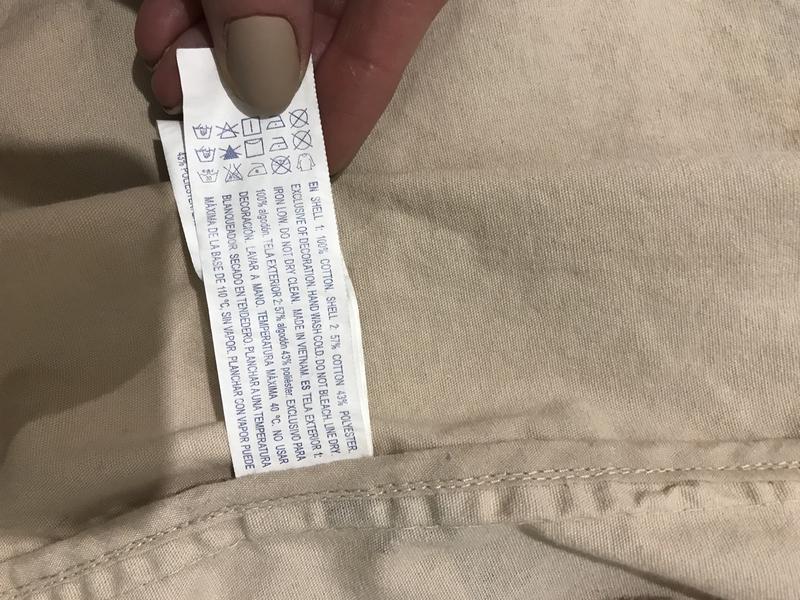 EN SHELL 1: 100% COTTON. SHELL 2: 57% COTTON 43% POLYESTER.
EXCLUSIVE OF DECORATION. HAND WASH COLD. DO NOT BLEACH. LINE DRY.
IRON LOW. DO NOT DRY CLEAN. MADE IN VIETNAM. ES TELA EXTERIOR 1:
100% algodón. TELA EXTERIOR 2: 57% algodón 43% poliéster. EXCLUSIVO PARA
DECORACIÓN. LAVAR A MANO, TEMPERATURA MÁXIMA 40 °C. NO USAR
BLANQUEADOR. SECADO EN TENDEDERO. PLANCHAR A UNA TEMPERATURA
MÁXIMA DE LA BASE DE 110 °C, SIN VAPOR. PLANCHAR CON VAPOR PUEDE
43%